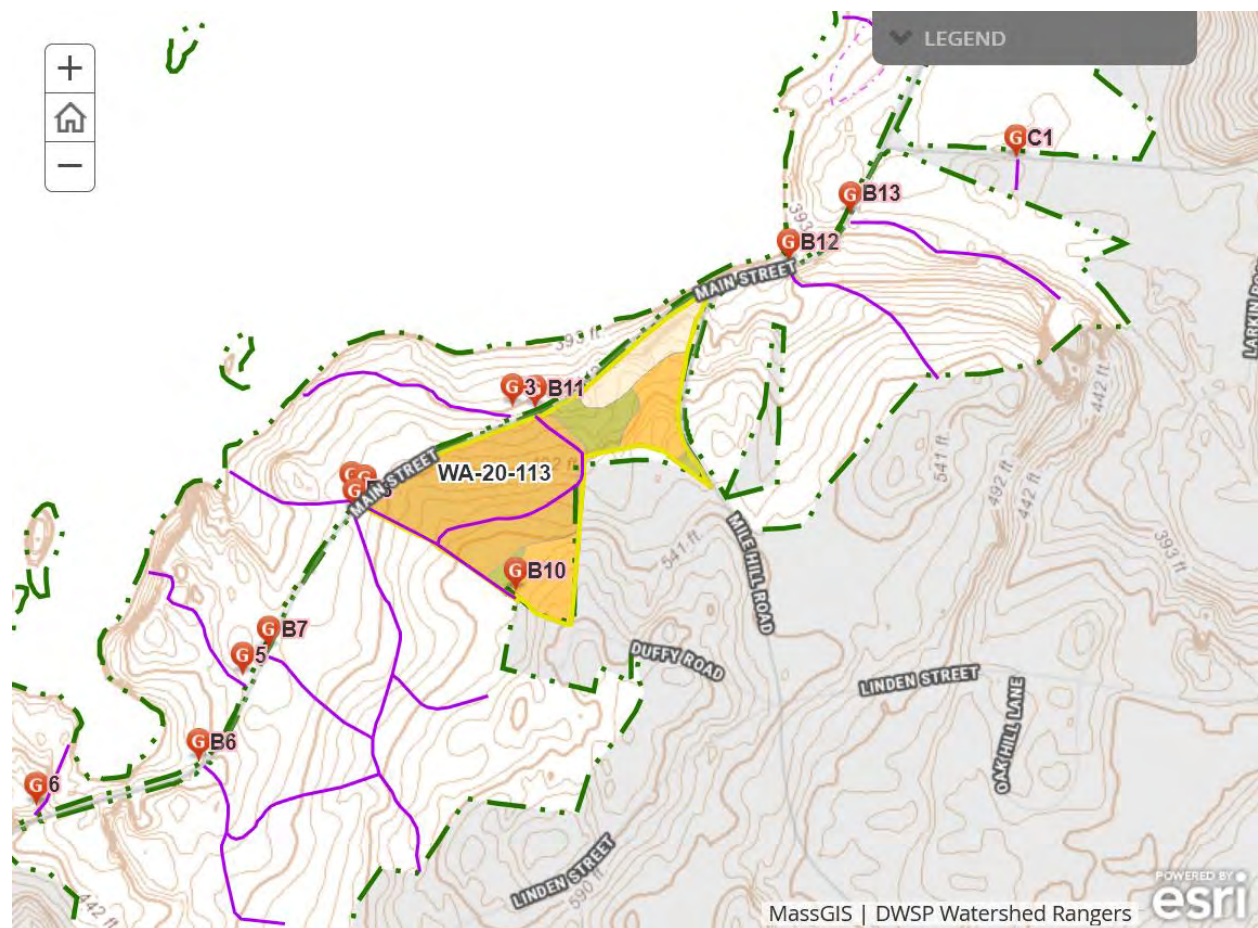 LEGEND
+
−
G C1
G B13
393
G B12
MAIN STREET
393 ft.
G 3
G B11
WA-20-113
MAIN STREET
G
G B10
541 ft.
MILE HILL ROAD
541 ft.
492 ft
442 ft
442 ft.
393 ft
LARKIN
G B7
G 5
DUFFY ROAD
LINDEN STREET
OAK HILL LANE
G B6
G 6
LINDEN STREET
590 ft
442 ft
MassGIS | DWSP Watershed Rangers
POWERED BY
esri